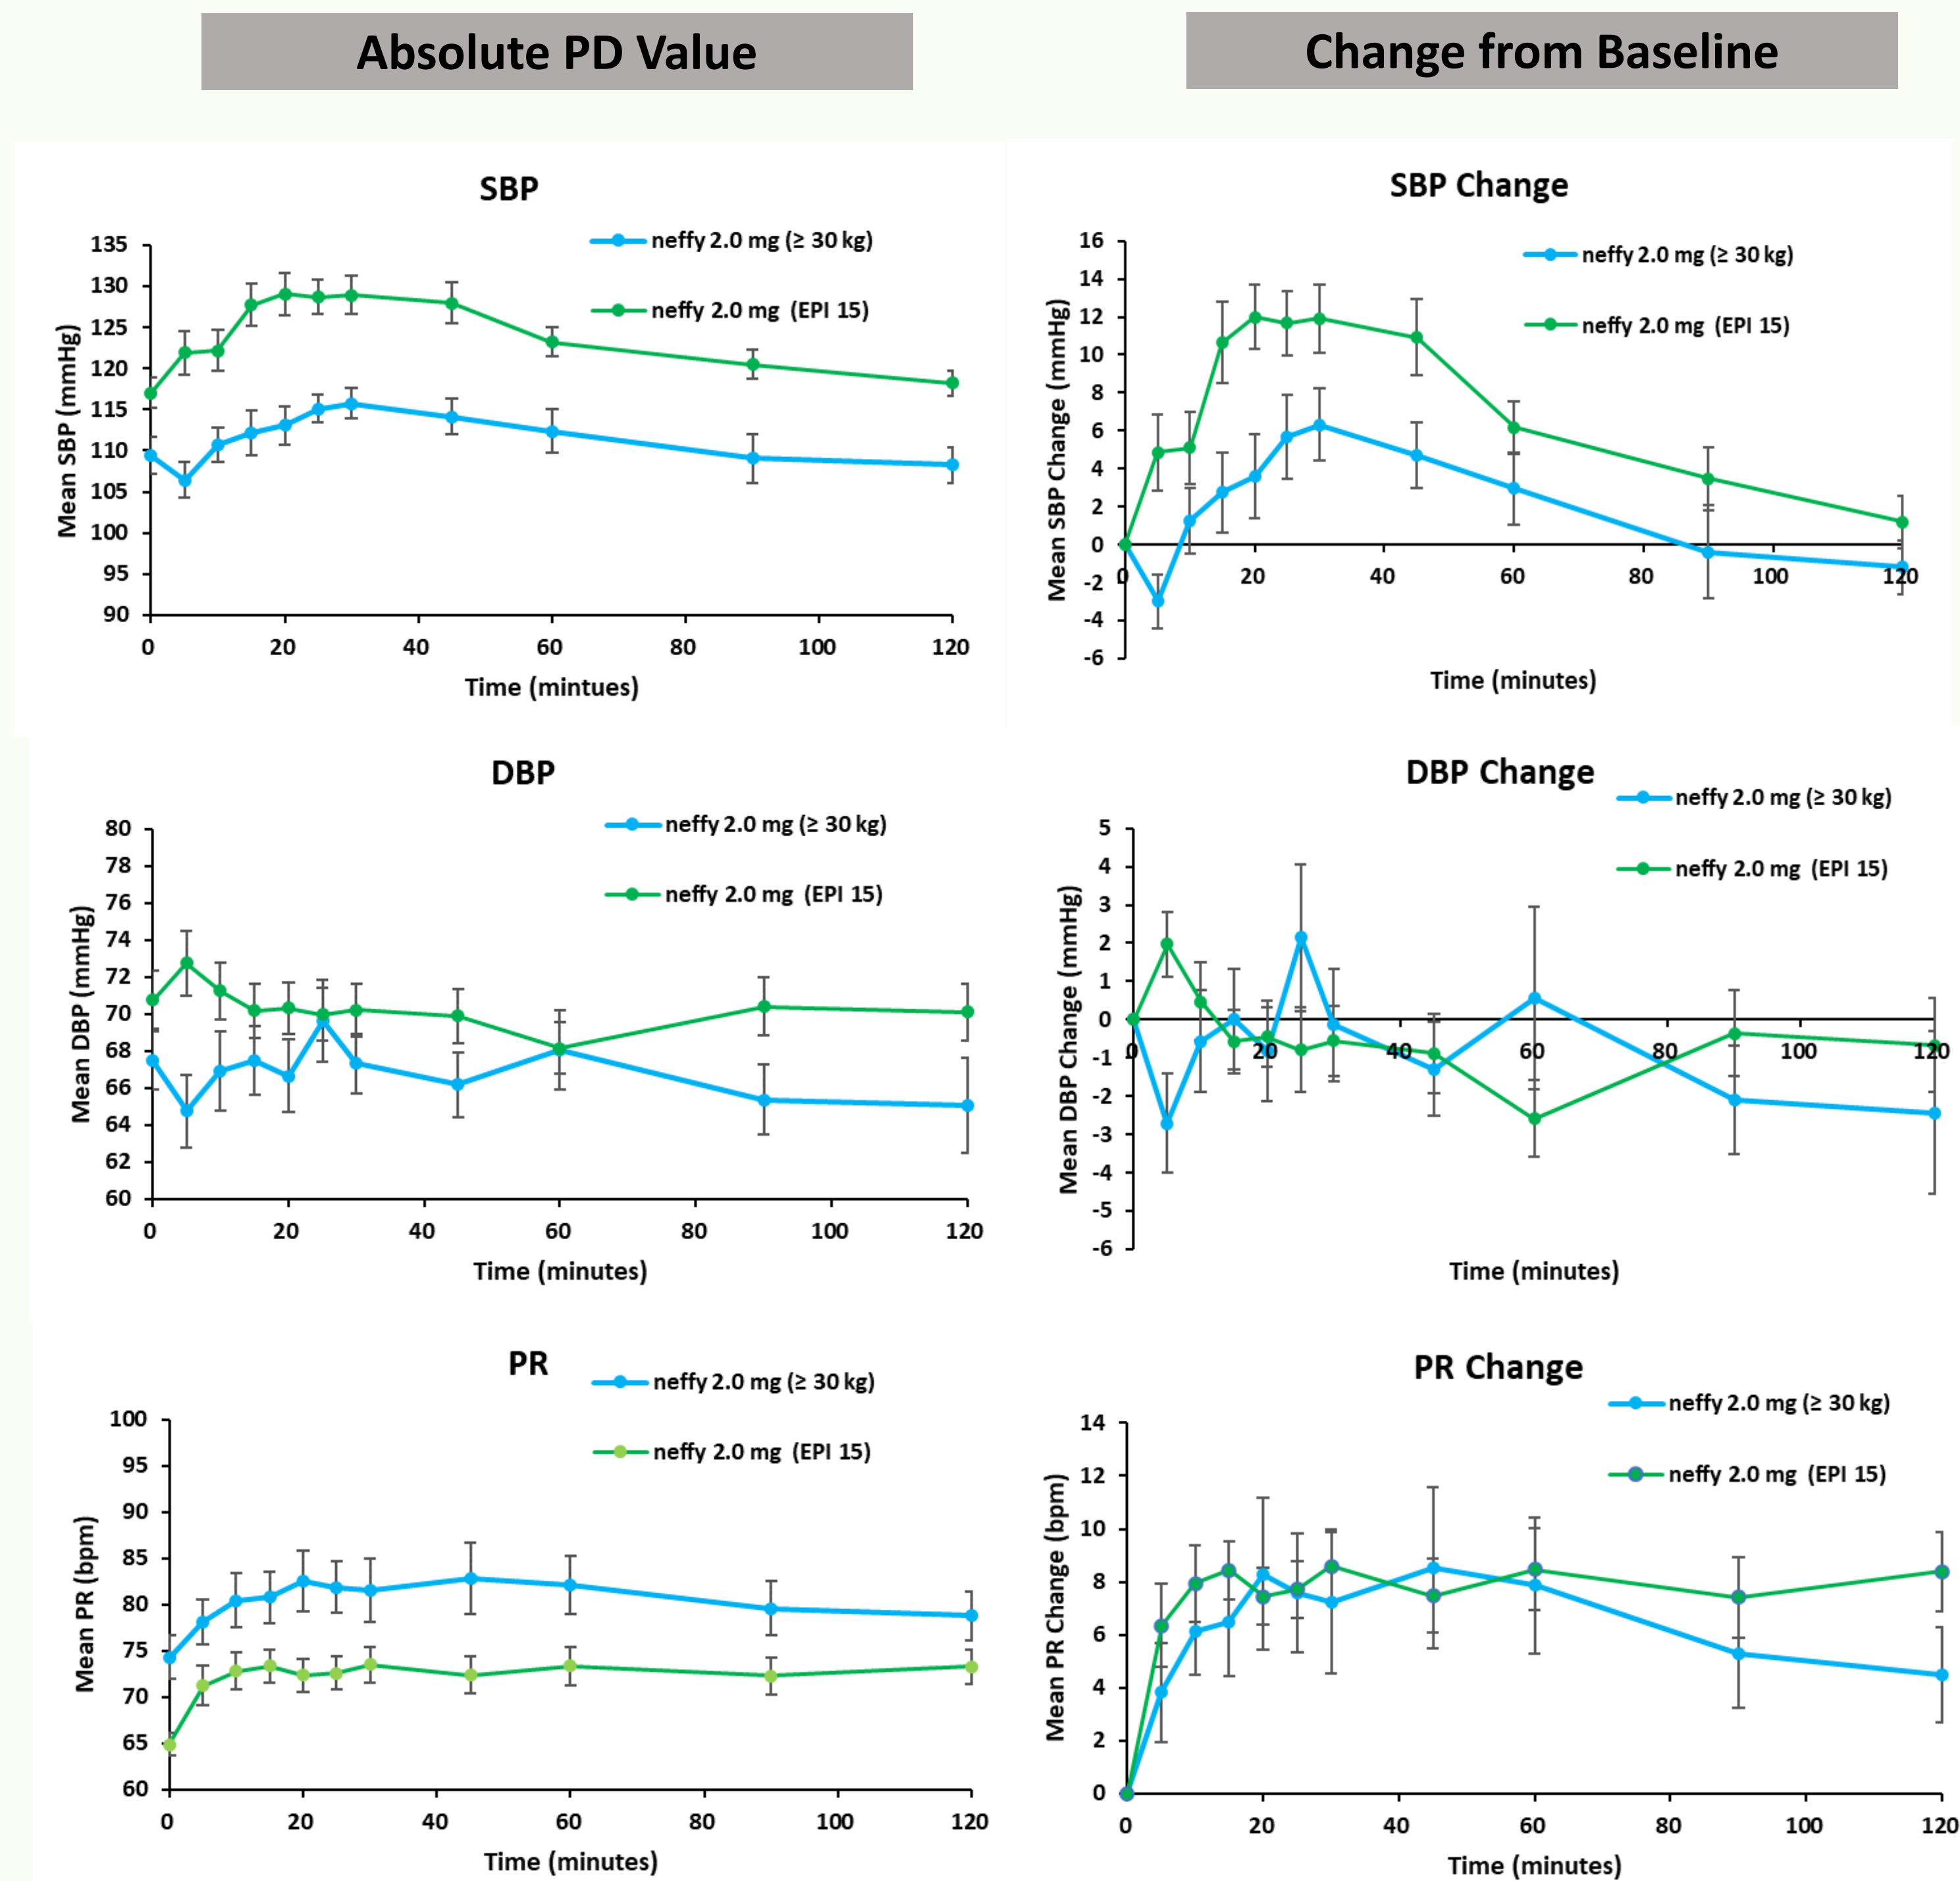 Absolute PD Value
Change from Baseline
SBP
neffy 2.0 mg (≥ 30 kg)
neffy 2.0 mg (EPI 15)
Mean SBP (mmHg)
135
130
125
120
115
110
105
100
95
90
0 20 40 60 80 100 120
Time (mintues)
SBP Change
neffy 2.0 mg (≥ 30 kg)
neffy 2.0 mg (EPI 15)
Mean SBP Change (mmHg)
16
14
12
10
8
6
4
2
0
-2
-4
-6
0 20 40 60 80 100 120
Time (minutes)
DBP
neffy 2.0 mg (≥ 30 kg)
neffy 2.0 mg (EPI 15)
Mean DBP (mmHg)
80
78
76
74
72
70
68
66
64
62
60
0 20 40 60 80 100 120
Time (minutes)
DBP Change
neffy 2.0 mg (≥ 30 kg)
neffy 2.0 mg (EPI 15)
Mean DBP Change (mmHg)
5
4
3
2
1
0
-1
-2
-3
-4
-5
-6
0 20 40 60 80 100 120
Time (minutes)
PR
neffy 2.0 mg (≥ 30 kg)
neffy 2.0 mg (EPI 15)
Mean PR (bpm)
100
95
90
85
80
75
70
65
60
0 20 40 60 80 100 120
Time (minutes)
PR Change
neffy 2.0 mg (≥ 30 kg)
neffy 2.0 mg (EPI 15)
Mean PR Change (bpm)
14
12
10
8
6
4
2
0
0 20 40 60 80 100 120
Time (minutes)